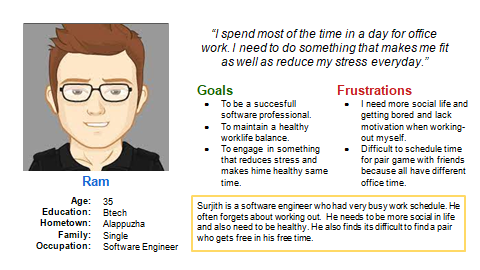 “I spend most of the time in a day for office
work. I need to do something that makes me fit
as well as reduce my stress everyday.”
Goals
• To be a succesfull
software professional.
• To maintain a healthy
worklife balance.
• To engage in something
that reduces stress and
makes hime healthy same
time.
Frustrations
• I need more social life and
getting bored and lack
motivation when working-
out myself.
• Difficult to schedule time
for pair game with friends
because all have different
office time.
Ram
Age: 35
Education: Btech
Hometown: Alappuzha
Family: Single
Occupation: Software Engineer
Surjith is a software engineer who had very busy work schedule. He
often forgets about working out. He needs to be more social in life
and also need to be healthy. He also finds its difficult to find a pair
who gets free in his free time.